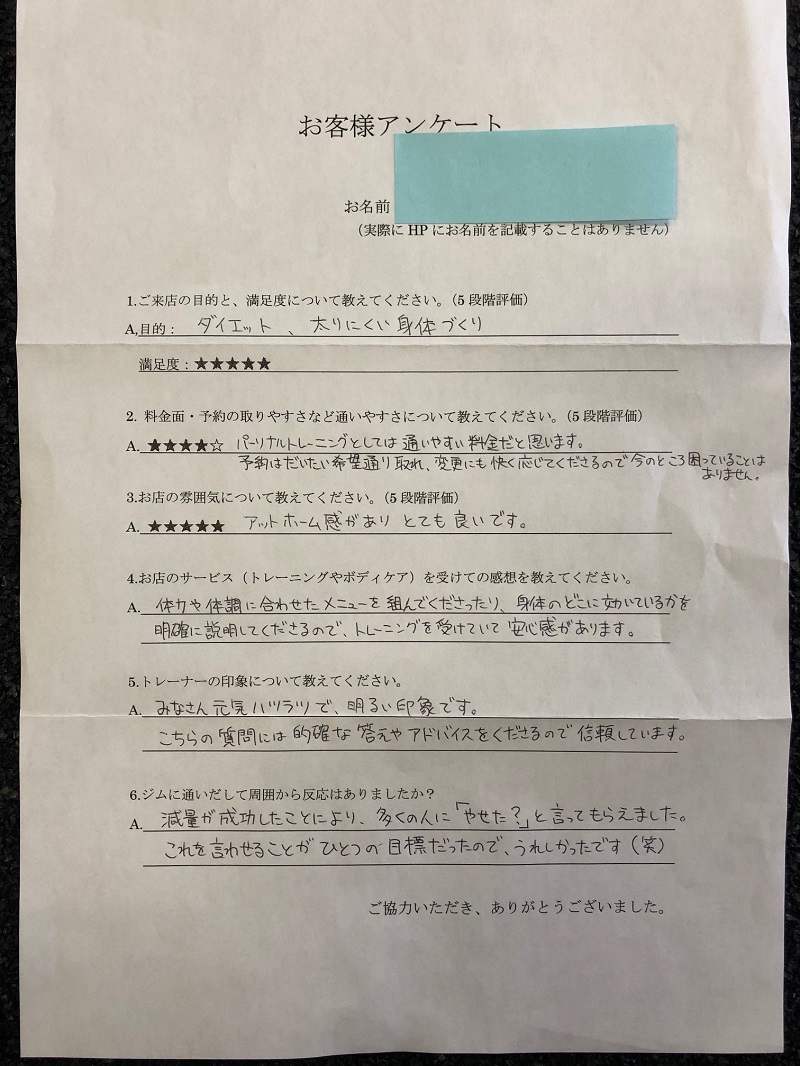 お客様アンケート
お名前
（実際に HP にお名前を記載することはありません）
1.ご来店の目的と、満足度について教えてください。（5 段階評価）
A,目的： ダイエット 、 太りにくい 身体づくり
満足度：★★★★★
2. 料金面・予約の取りやすさなど通いやすさについて教えてください。（5 段階評価）
A. ★★★★☆ パーソナルトレーニングとしては 通いやすい 料金だと思います。
予約はだいたい希望通り取れ、変更にも快く応じてくださるので今のところ困っていることは
ありません。
3.お店の雰囲気について教えてください。（5 段階評価）
A. ★★★★★ アットホーム感があり とても 良いです。
4.お店のサービス（トレーニングやボディケア）を受けての感想を教えてください。
A. 体力や体調に合わせたメニューを組んでくださったり、身体のどこに効いているかを
明確に説明してくださるので、トレーニングを受けていて 安心感があります。
5.トレーナーの印象について教えてください。
A. みなさん元気ハツラツで、明るい印象です。
こちらの質問には的確な答えやアドバイスをくださるので信頼しています。
6.ジムに通いだして周囲から反応はありましたか？
A. 減量が成功したことにより、多くの人に「やせた？」と言ってもらえました。
これを言わせることが ひとつの目標だったので、うれしかったです（笑）
ご協力いただき、ありがとうございました。